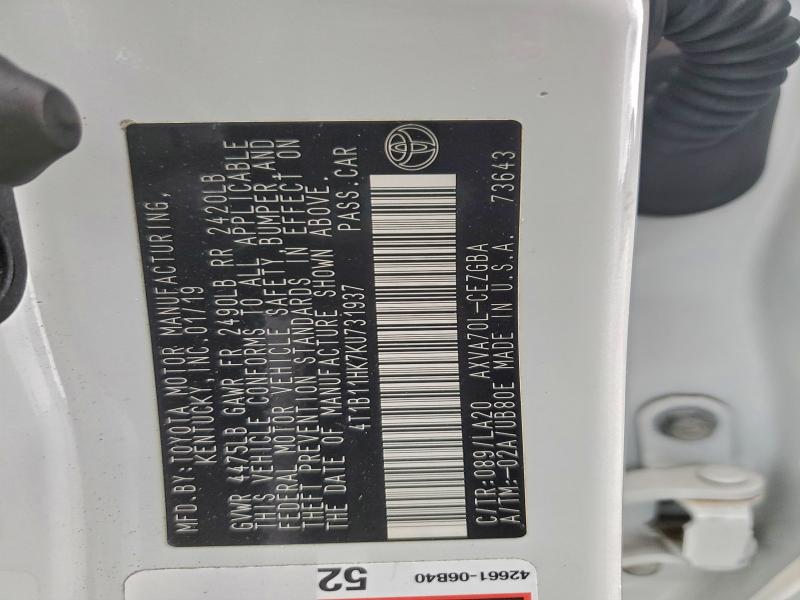 MFD.BY:TOYOTA MOTOR MANUFACTURING,
KENTUCKY, INC.01/19
GVWR 4475LB GAWR FR 2490LB RR 2420LB
THIS VEHICLE CONFORMS TO ALL APPLICABLE
FEDERAL MOTOR VEHICLE SAFETY, BUMPER, AND
THEFT PREVENTION STANDARDS IN EFFECT ON
THE DATE OF MANUFACTURE SHOWN ABOVE.
4T1B11HK7KU731937 PASS.CAR
C/TR:089/LA20 AXVA70L-CEZGBA
A/TM:-02A/UB80E MADE IN U.S.A. 73643
52
42661-06B40